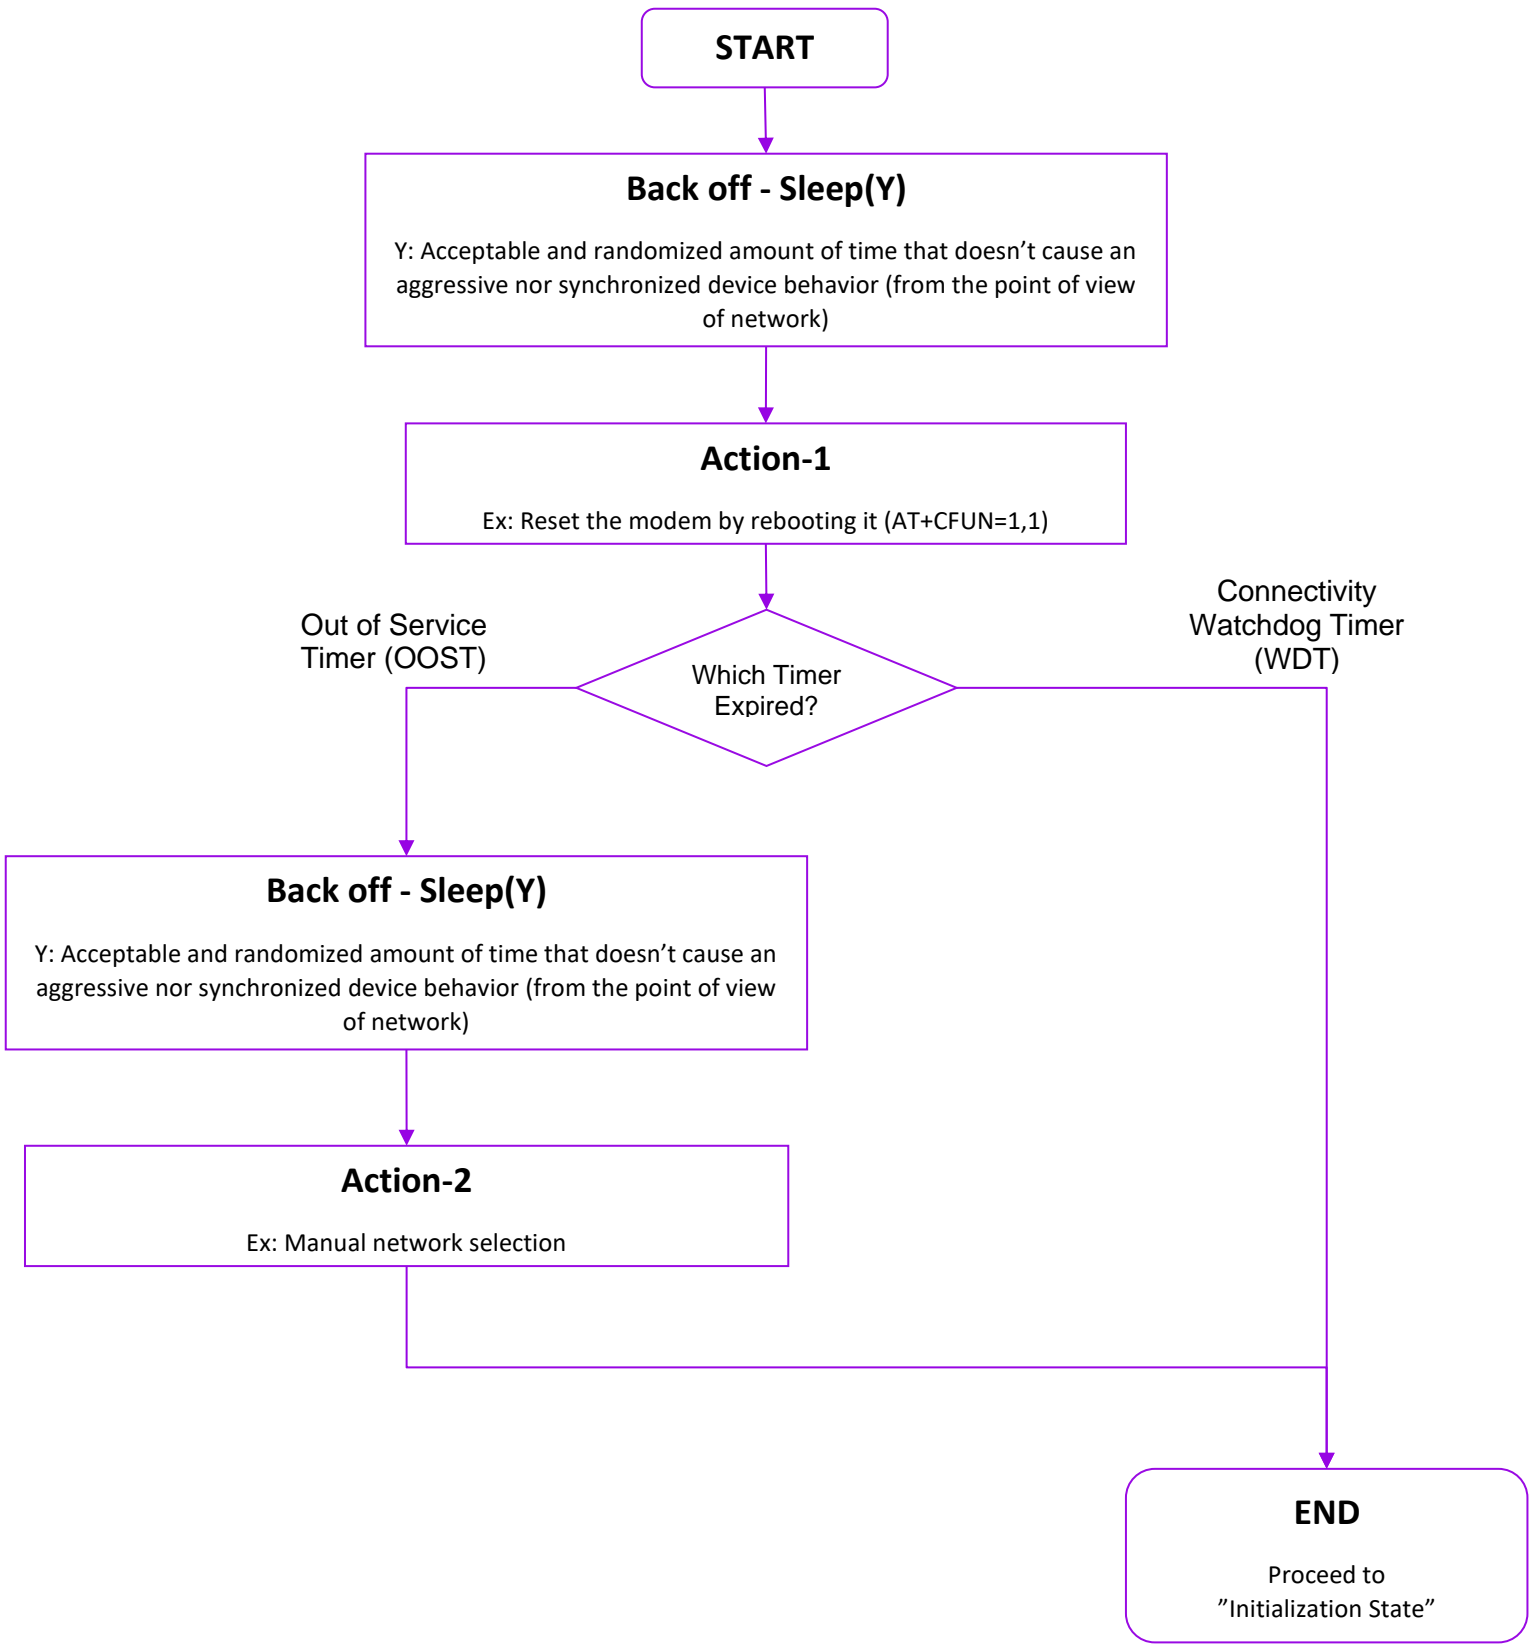 START
Back off - Sleep(Y)
Y: Acceptable and randomized amount of time that doesn’t cause an
aggressive nor synchronized device behavior (from the point of view
of network)
Action-1
Ex: Reset the modem by rebooting it (AT+CFUN=1,1)
Out of Service
Timer (OOST)
Which Timer
Expired?
Connectivity
Watchdog Timer
(WDT)
Back off - Sleep(Y)
Y: Acceptable and randomized amount of time that doesn’t cause an
aggressive nor synchronized device behavior (from the point of view
of network)
Action-2
Ex: Manual network selection
END
Proceed to
”Initialization State”